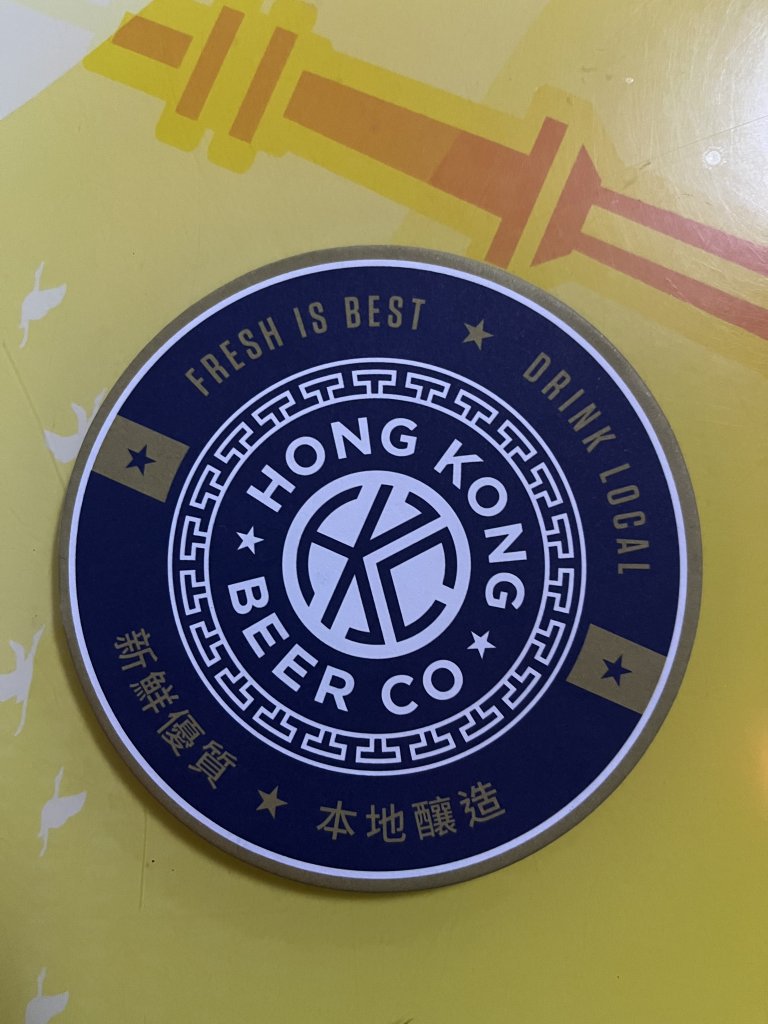 FRESH IS BEST ★ DRINK LOCAL
HONG KONG
BEER CO
新鮮優質 ★ 本地釀造